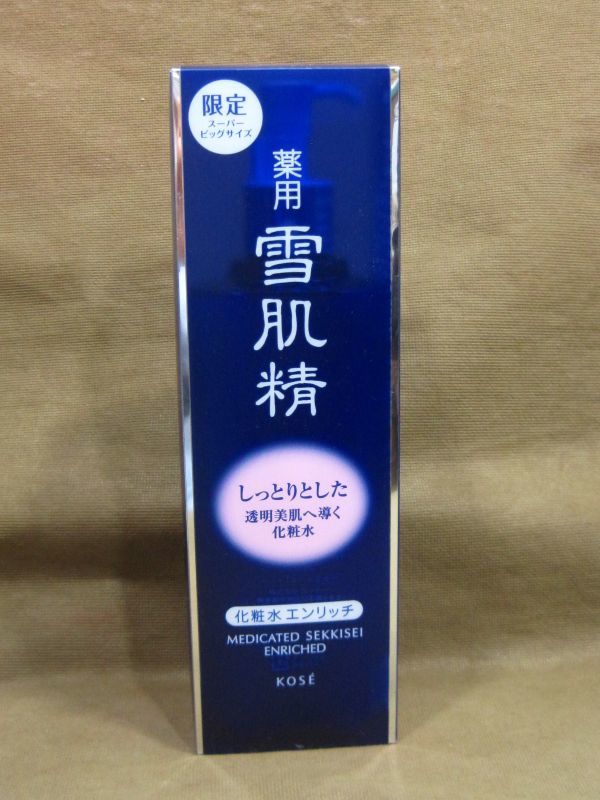 限定
スーパー
ビッグサイズ
薬用
雪肌精
しっとりとした
透明美肌へ導く
化粧水
化粧水 エンリッチ
MEDICATED SEKKISEI
ENRICHED
KOSÉ